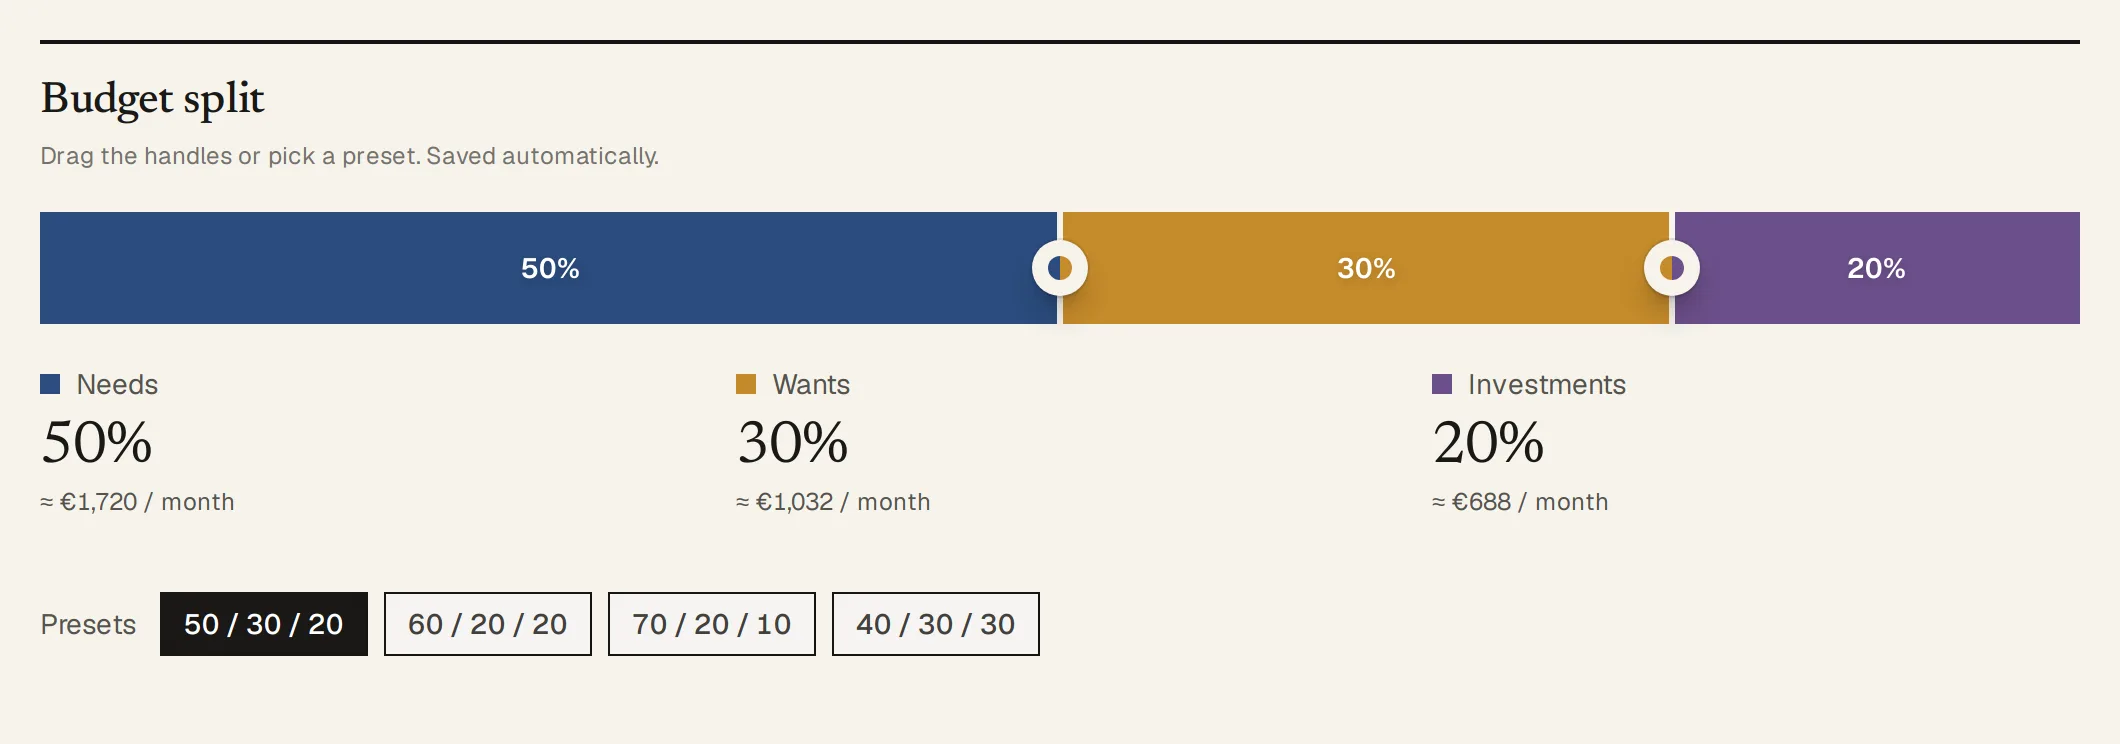 Budget split
Drag the handles or pick a preset. Saved automatically.
50% 30% 20%
Needs Wants Investments
50% 30% 20%
≈ €1,720 / month ≈ €1,032 / month ≈ €688 / month
Presets 50 / 30 / 20 60 / 20 / 20 70 / 20 / 10 40 / 30 / 30